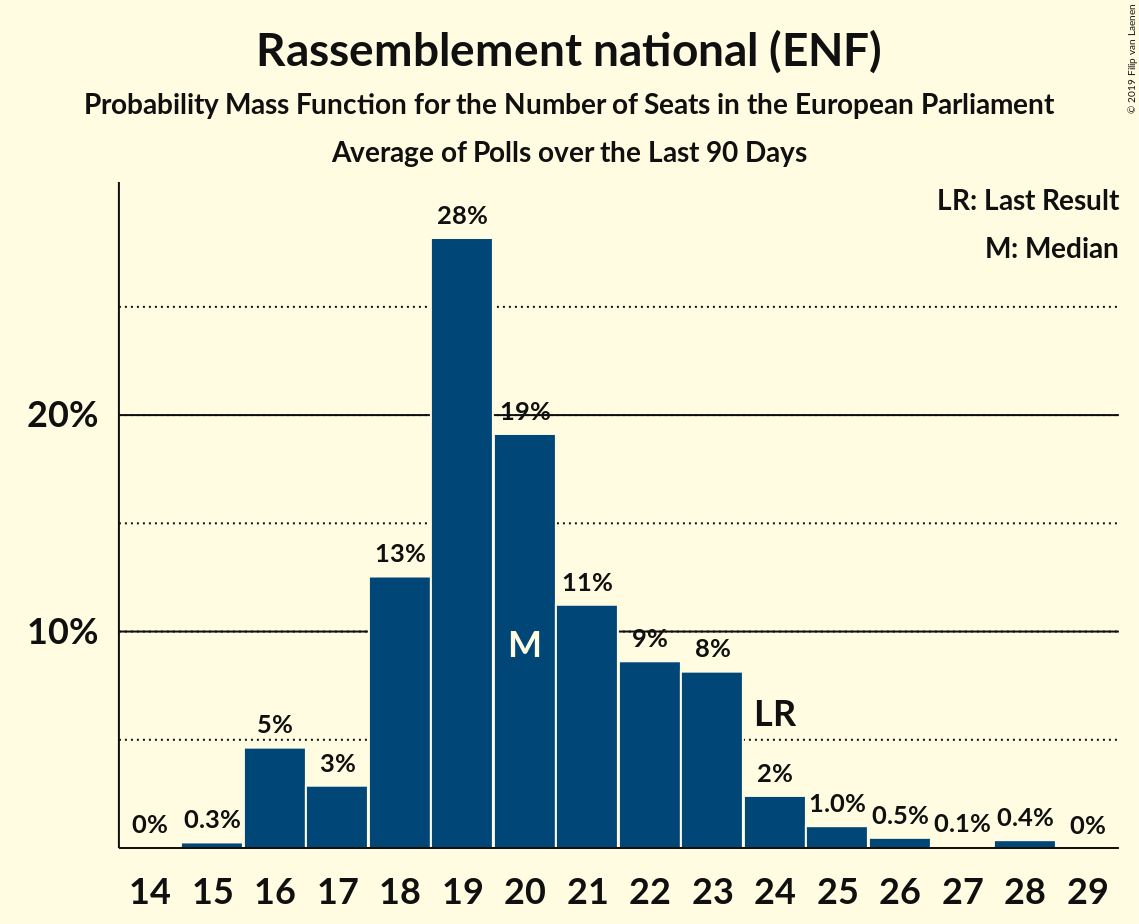 Rassemblement national (ENF)
Probability Mass Function for the Number of Seats in the European Parliament
Average of Polls over the Last 90 Days
© 2019 Filip van Laenen
LR: Last Result
M: Median
20%
10%
0%
0.3%
5%
3%
13%
28%
19%
11%
9%
8%
2%
1.0%
0.5%
0.1%
0.4%
0%
M
LR
14 15 16 17 18 19 20 21 22 23 24 25 26 27 28 29